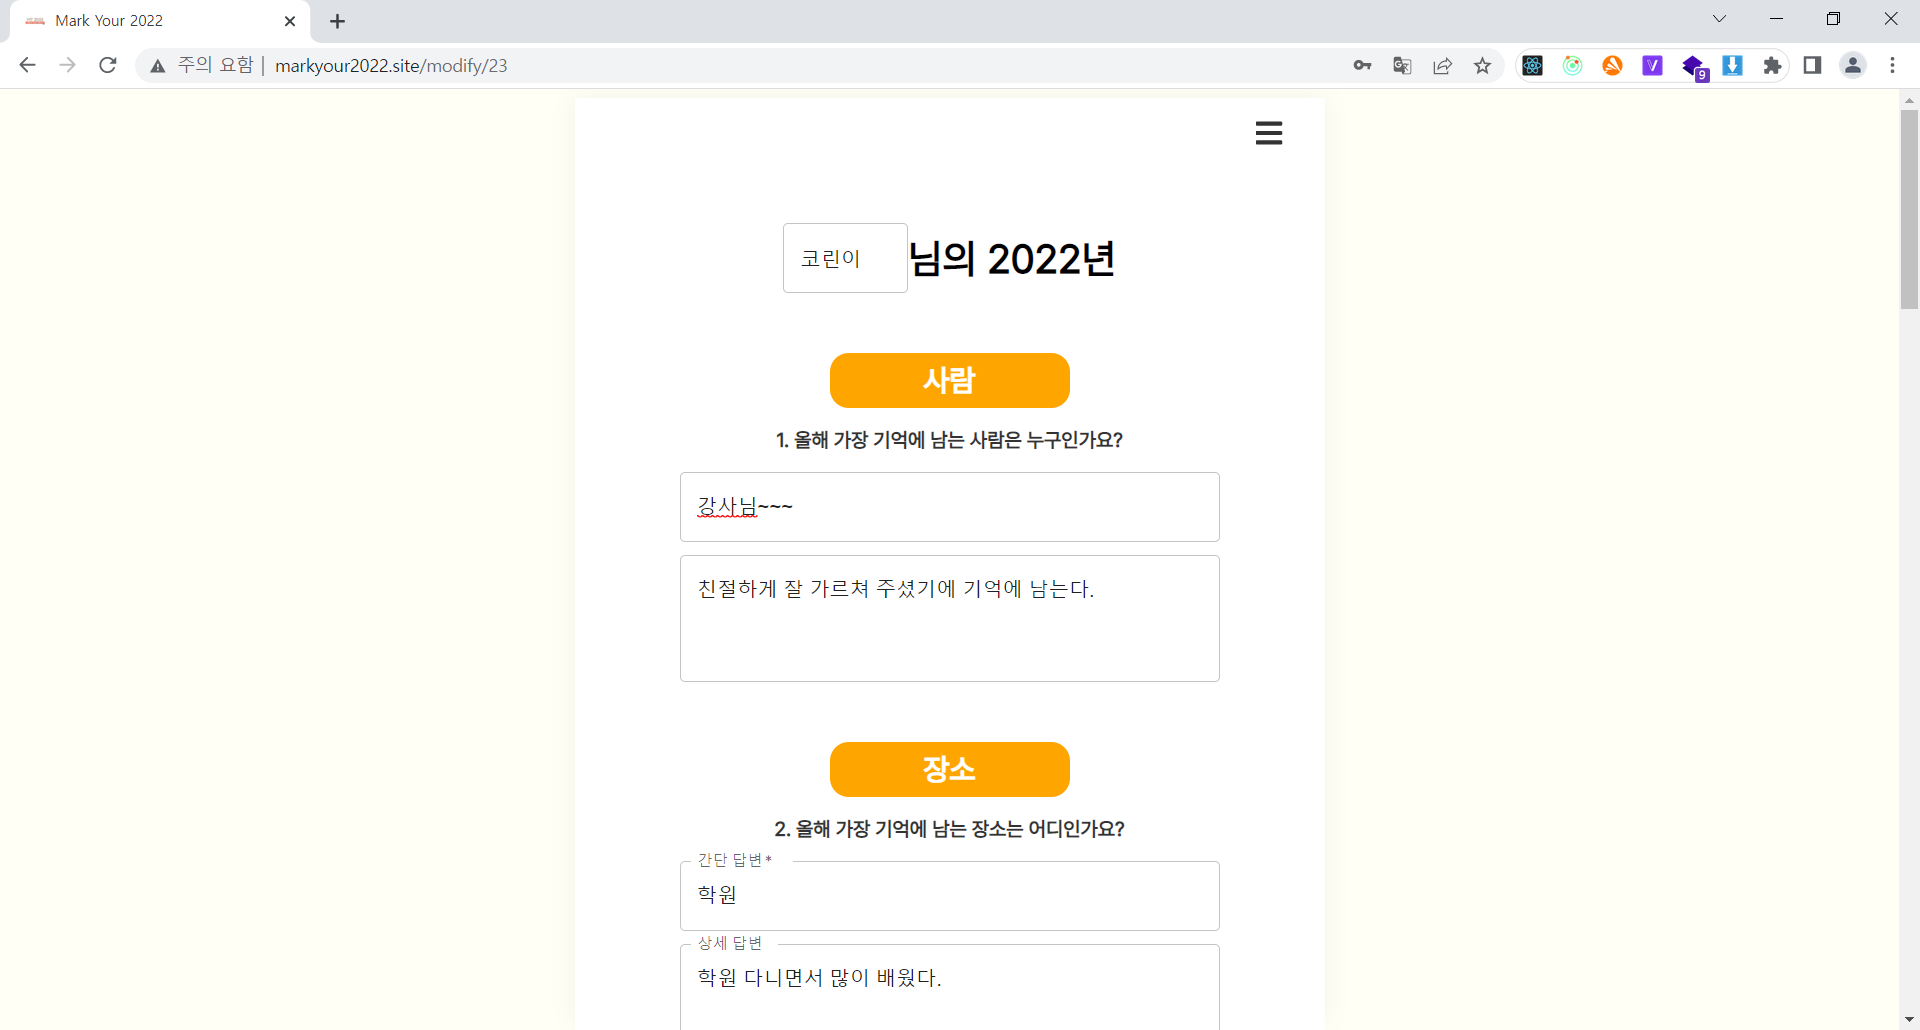 Mark Your 2022
주의 요함 | markyour2022.site/modify/23
9
코린이 님의 2022년
사람
1. 올해 가장 기억에 남는 사람은 누구인가요?
강사님~~~
친절하게 잘 가르쳐 주셨기에 기억에 남는다.
장소
2. 올해 가장 기억에 남는 장소는 어디인가요?
간단 답변 *
학원
상세 답변
학원 다니면서 많이 배웠다.